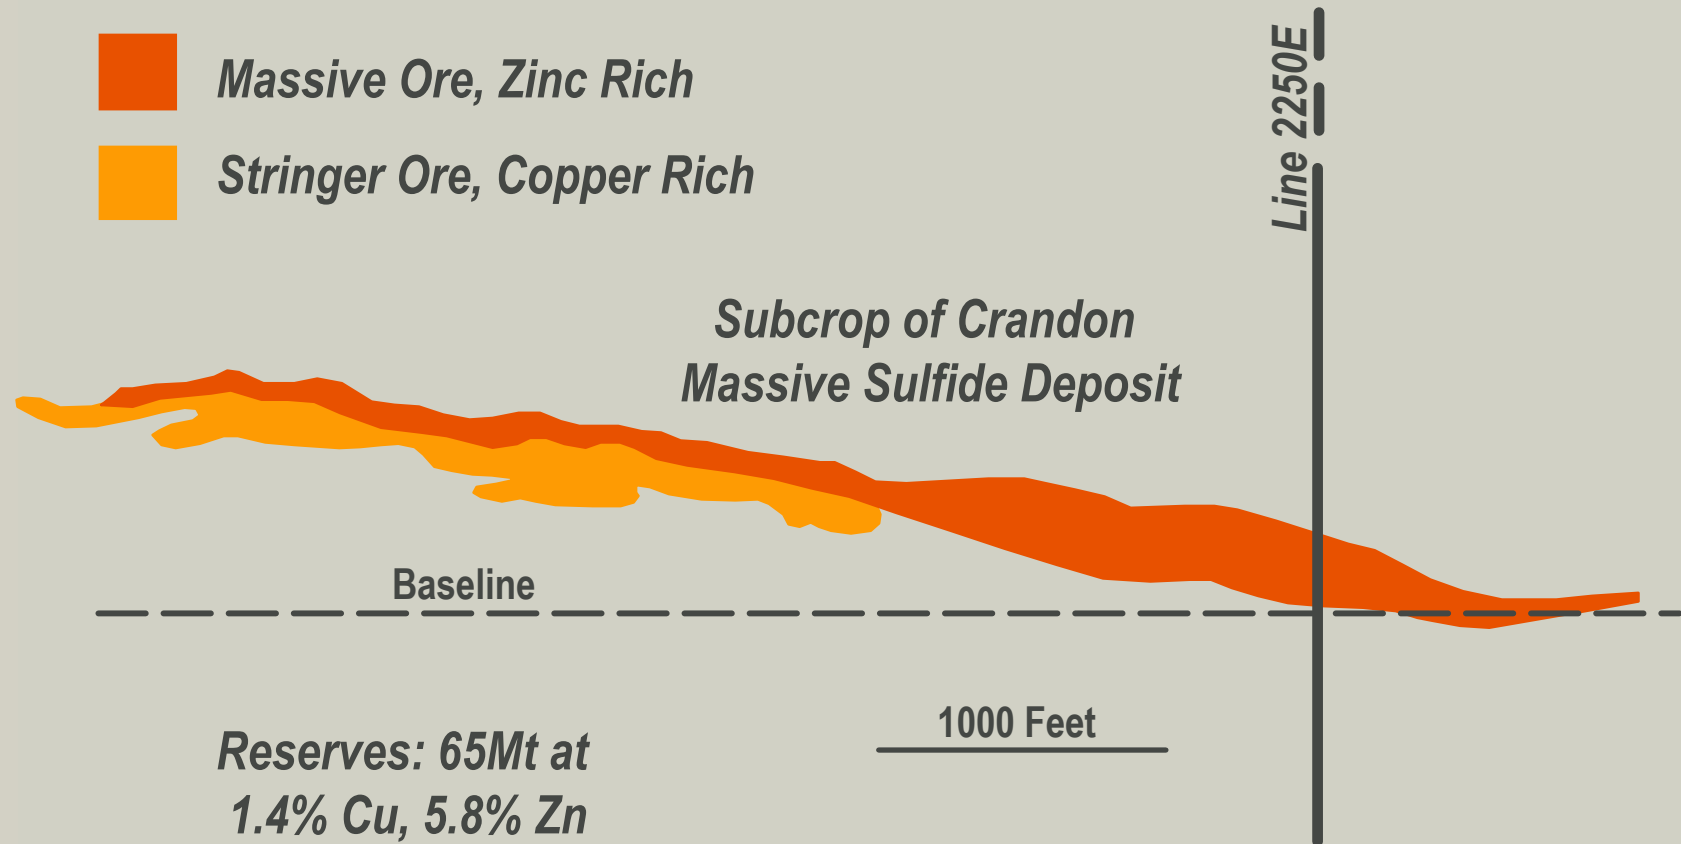 Massive Ore, Zinc Rich
Stringer Ore, Copper Rich
Line 2250E
Subcrop of Crandon
Massive Sulfide Deposit
Baseline
1000 Feet
Reserves: 65Mt at
1.4% Cu, 5.8% Zn